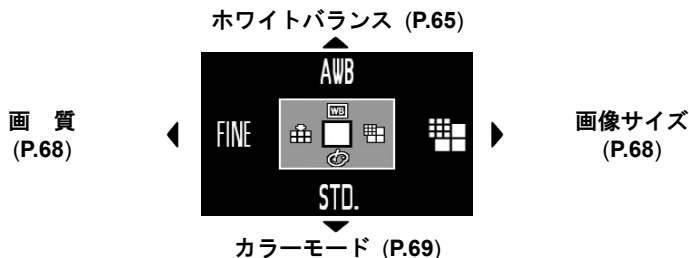 ホワイトバランス (P.65)
AWB
画 質
(P.68)
FINE
WB
画像サイズ
(P.68)
STD.
カラーモード (P.69)